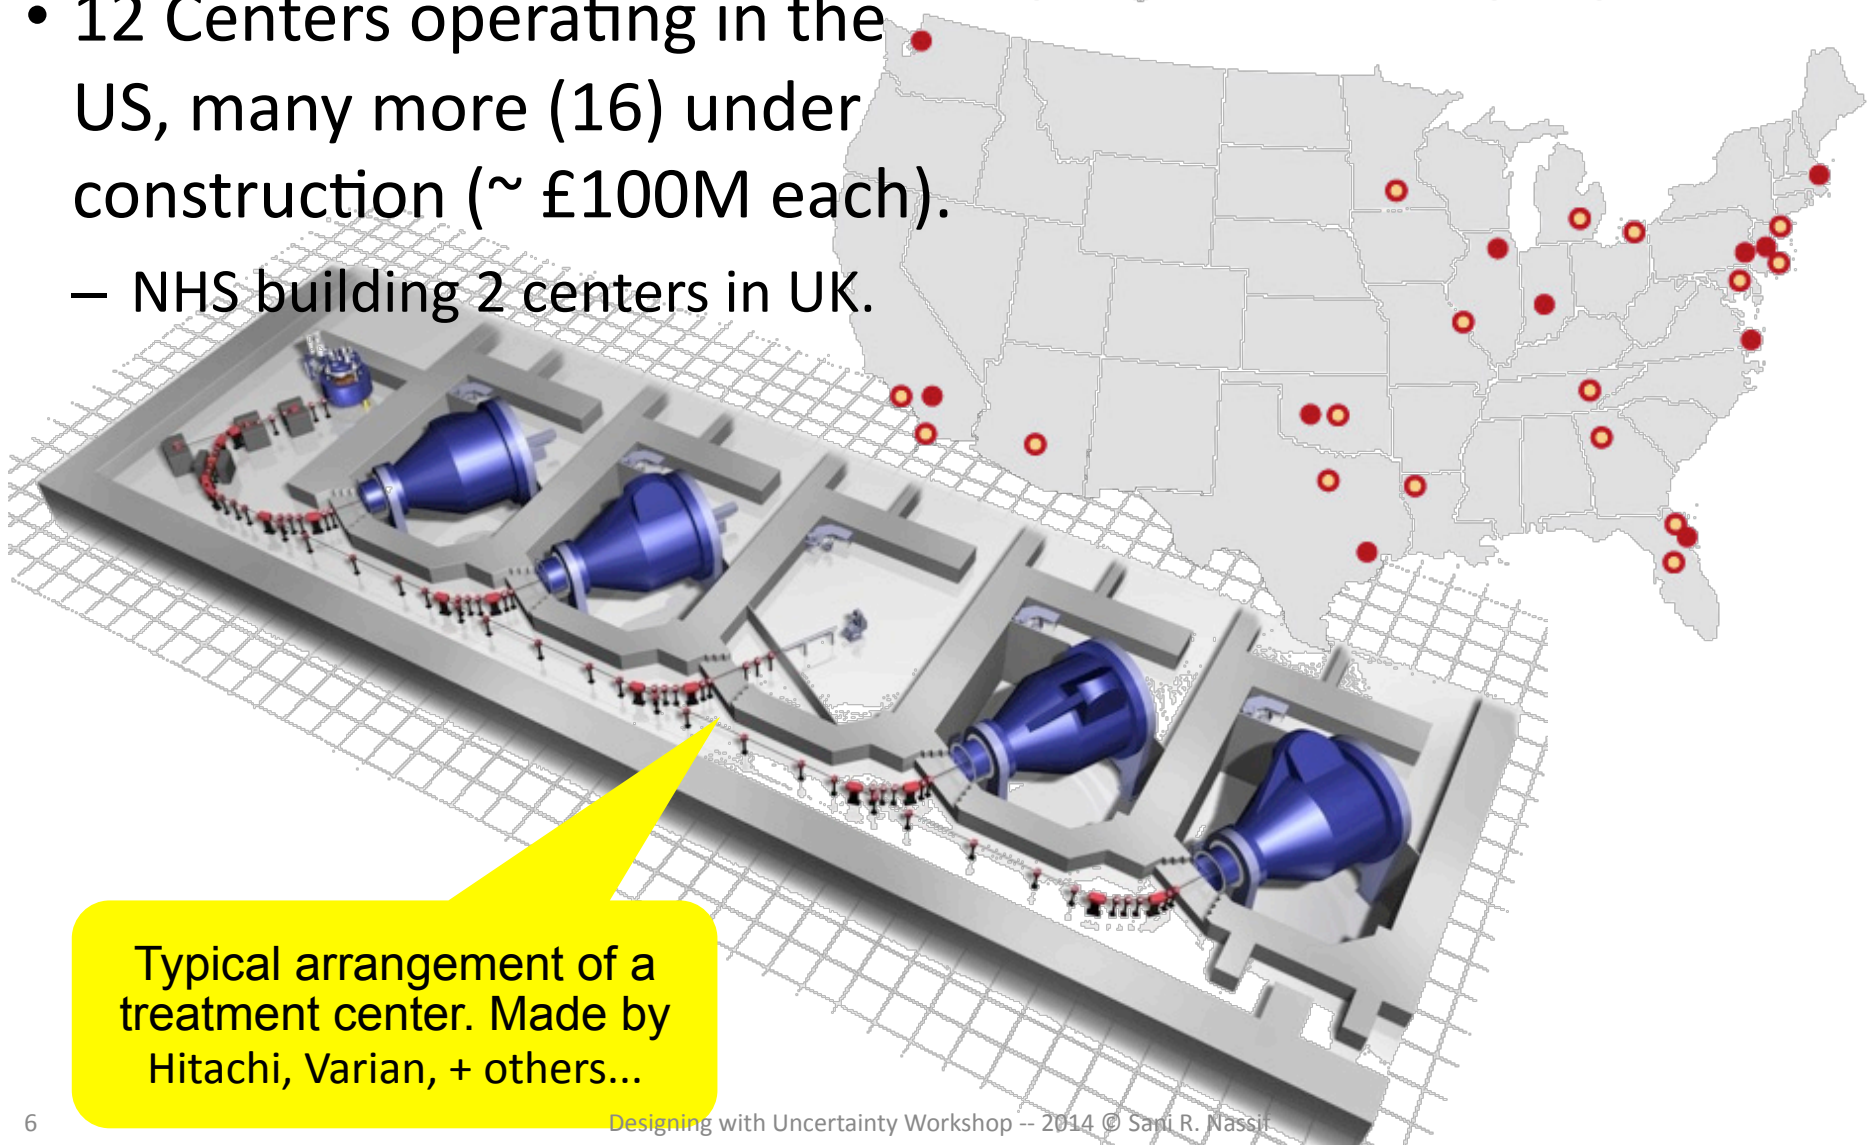 • 12 Centers operating in the
US, many more (16) under
construction (~ £100M each).
– NHS building 2 centers in UK.
Typical arrangement of a
treatment center. Made by
Hitachi, Varian, + others...
6
Designing with Uncertainty Workshop -- 2014 © Sani R. Nassif